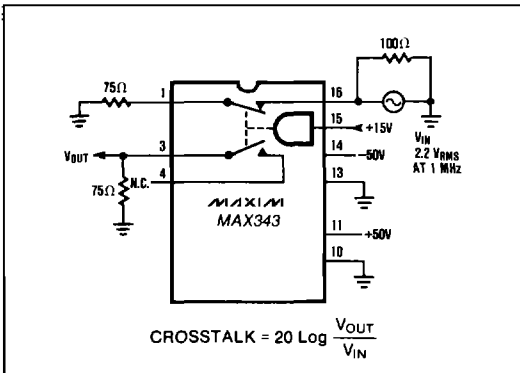 100Ω
75Ω
1
16
15
+15V
VIN
2.2 VRMS
AT 1 MHz
VOUT
3
14
-50V
75Ω
N.C.
4
13
MAXIM
MAX343
11
+50V
10
CROSSTALK = 20 Log VOUT
VIN